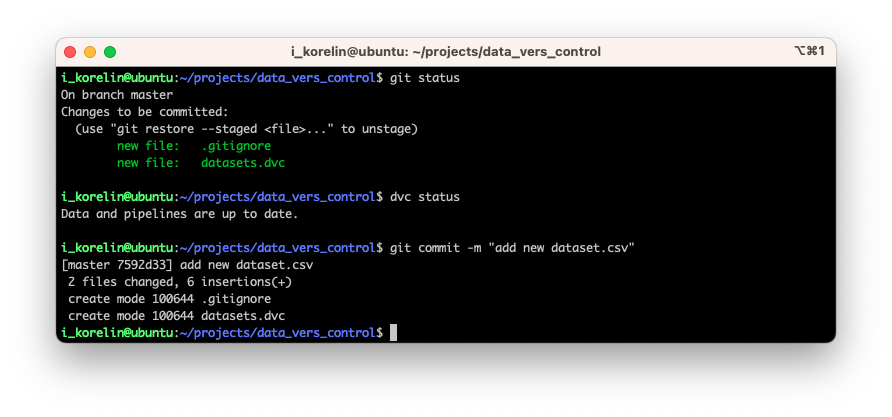 i_korelin@ubuntu: ~/projects/data_vers_control
⌥⌘1
i_korelin@ubuntu:~/projects/data_vers_control$ git status
On branch master
Changes to be committed:
  (use "git restore --staged <file>..." to unstage)
        new file:   .gitignore
        new file:   datasets.dvc

i_korelin@ubuntu:~/projects/data_vers_control$ dvc status
Data and pipelines are up to date.

i_korelin@ubuntu:~/projects/data_vers_control$ git commit -m "add new dataset.csv"
[master 7592d33] add new dataset.csv
 2 files changed, 6 insertions(+)
 create mode 100644 .gitignore
 create mode 100644 datasets.dvc
i_korelin@ubuntu:~/projects/data_vers_control$